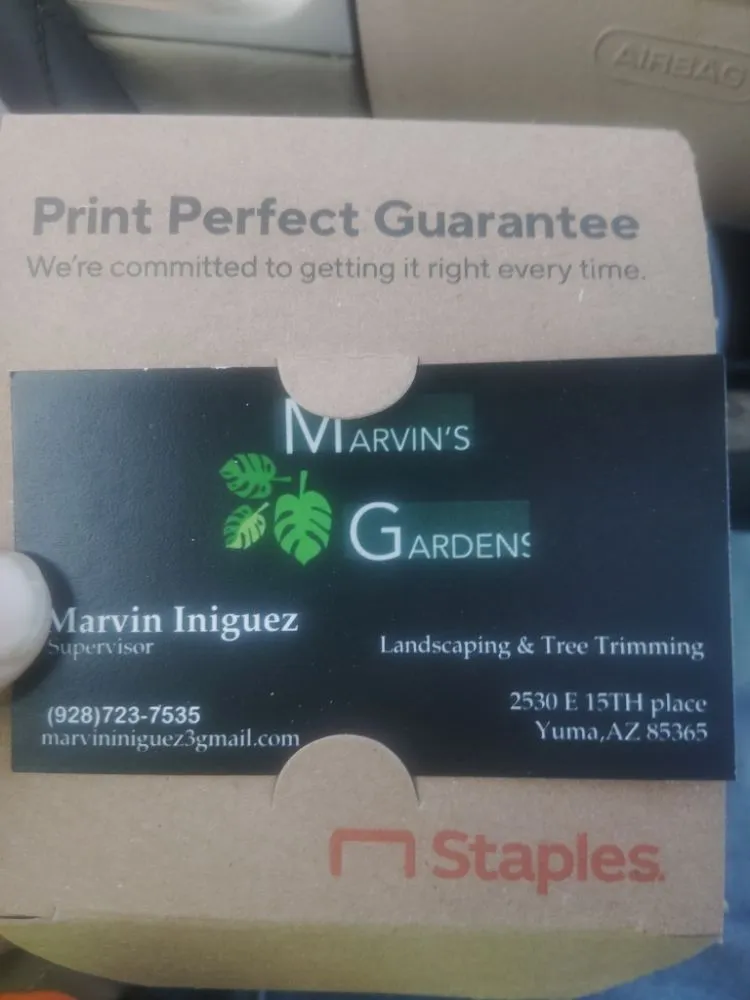 AIRBAG
Print Perfect Guarantee
We're committed to getting it right every time.
MARVIN'S
GARDENS
Marvin Iniguez
Supervisor
Landscaping & Tree Trimming
(928)723-7535
marvininiguez3gmail.com
2530 E 15TH place
Yuma,AZ 85365
Staples.